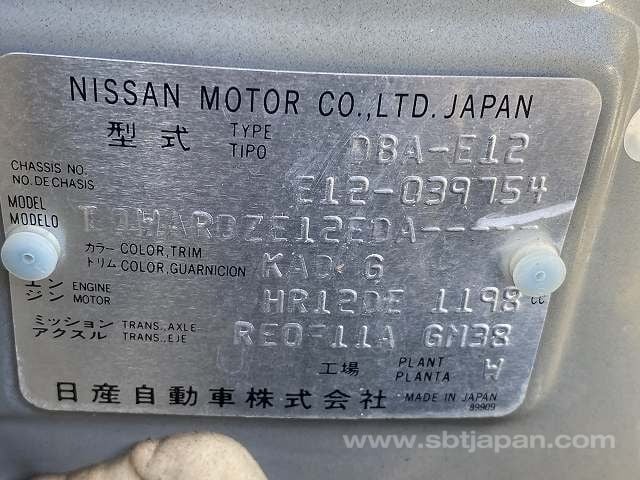 NISSAN MOTOR CO.,LTD. JAPAN
型式 TYPE TIPO DBA-E12
CHASSIS NO. NO. DE CHASIS E12-039754
MODEL MODELO
カラー COLOR, TRIM
トリム COLOR, GUARNICION KAD G
エンジン ENGINE MOTOR HR12DE 1198 CC
ミッション TRANS., AXLE
アクスル TRANS., EJE RE0F11A GM38
工場 PLANT PLANTA W
日産自動車株式会社 MADE IN JAPAN
89909
www.sbtjapan.com